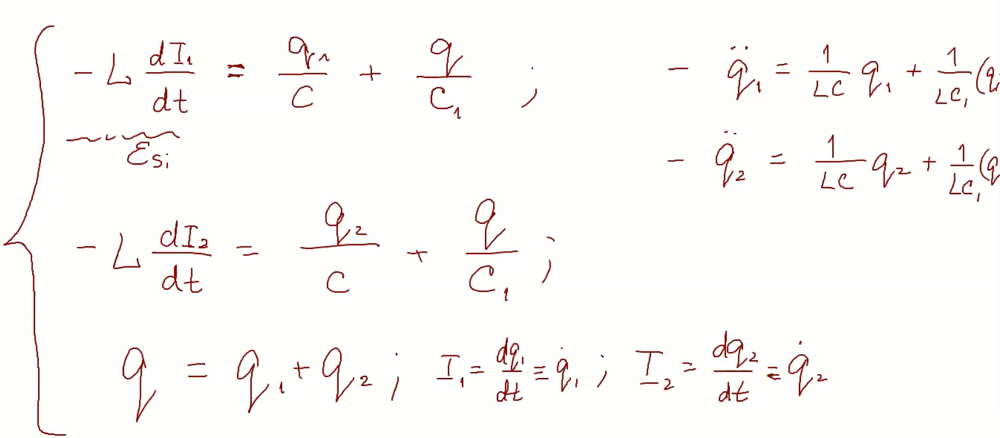 -L dI₁/dt = q₁/C + q/C₁ ; - q̈₁ = 1/LC q₁ + 1/LC₁ (q
εsi
- q̈₂ = 1/LC q₂ + 1/LC₁ (q
-L dI₂/dt = q₂/C + q/C₁ ;
q = q₁ + q₂ ; I₁ = dq₁/dt ≡ q̇₁ ; I₂ = dq₂/dt ≡ q̇₂